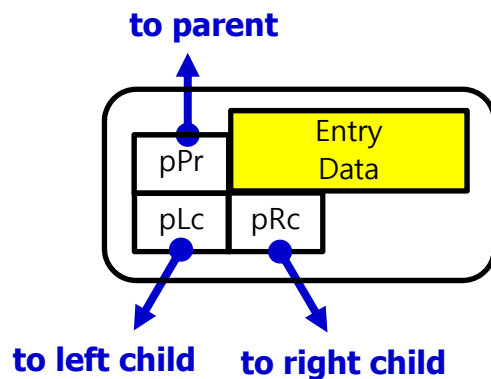 to parent
Entry
Data
pPr
pLc
pRc
to left child
to right child